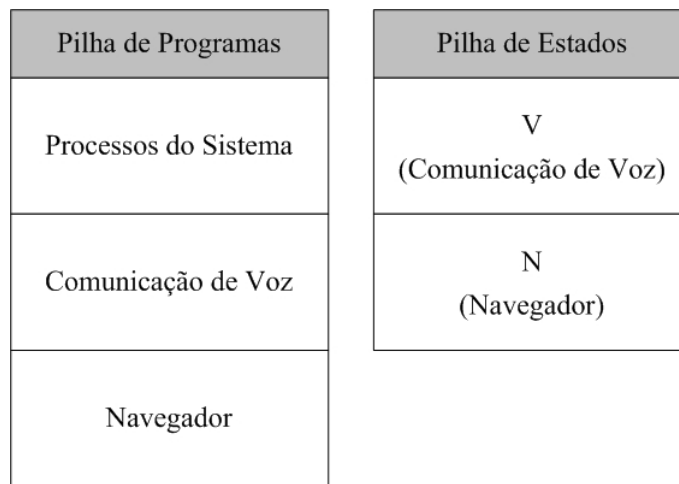 Pilha de Programas
Processos do Sistema
Comunicação de Voz
Navegador
Pilha de Estados
V
(Comunicação de Voz)
N
(Navegador)